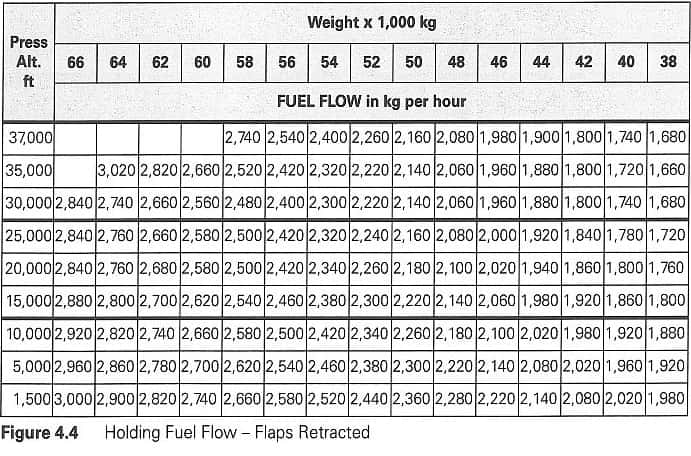 Weight x 1,000 kg
Press
Alt.
ft
66 64 62 60 58 56 54 52 50 48 46 44 42 40 38
FUEL FLOW in kg per hour
37,000 2,740 2,540 2,400 2,260 2,160 2,080 1,980 1,900 1,800 1,740 1,680
35,000 3,020 2,820 2,660 2,520 2,420 2,320 2,220 2,140 2,060 1,960 1,880 1,800 1,720 1,660
30,000 2,840 2,740 2,660 2,560 2,480 2,400 2,300 2,220 2,140 2,060 1,960 1,880 1,800 1,740 1,680
25,000 2,840 2,760 2,660 2,580 2,500 2,420 2,320 2,240 2,160 2,080 2,000 1,920 1,840 1,780 1,720
20,000 2,840 2,760 2,680 2,580 2,500 2,420 2,340 2,260 2,180 2,100 2,020 1,940 1,860 1,800 1,760
15,000 2,880 2,800 2,700 2,620 2,540 2,460 2,380 2,300 2,220 2,140 2,060 1,980 1,920 1,860 1,800
10,000 2,920 2,820 2,740 2,660 2,580 2,500 2,420 2,340 2,260 2,180 2,100 2,020 1,980 1,920 1,880
5,000 2,960 2,860 2,780 2,700 2,620 2,540 2,460 2,380 2,300 2,220 2,140 2,080 2,020 1,960 1,920
1,500 3,000 2,900 2,820 2,740 2,660 2,580 2,520 2,440 2,360 2,280 2,220 2,140 2,080 2,020 1,980
Figure 4.4 Holding Fuel Flow – Flaps Retracted